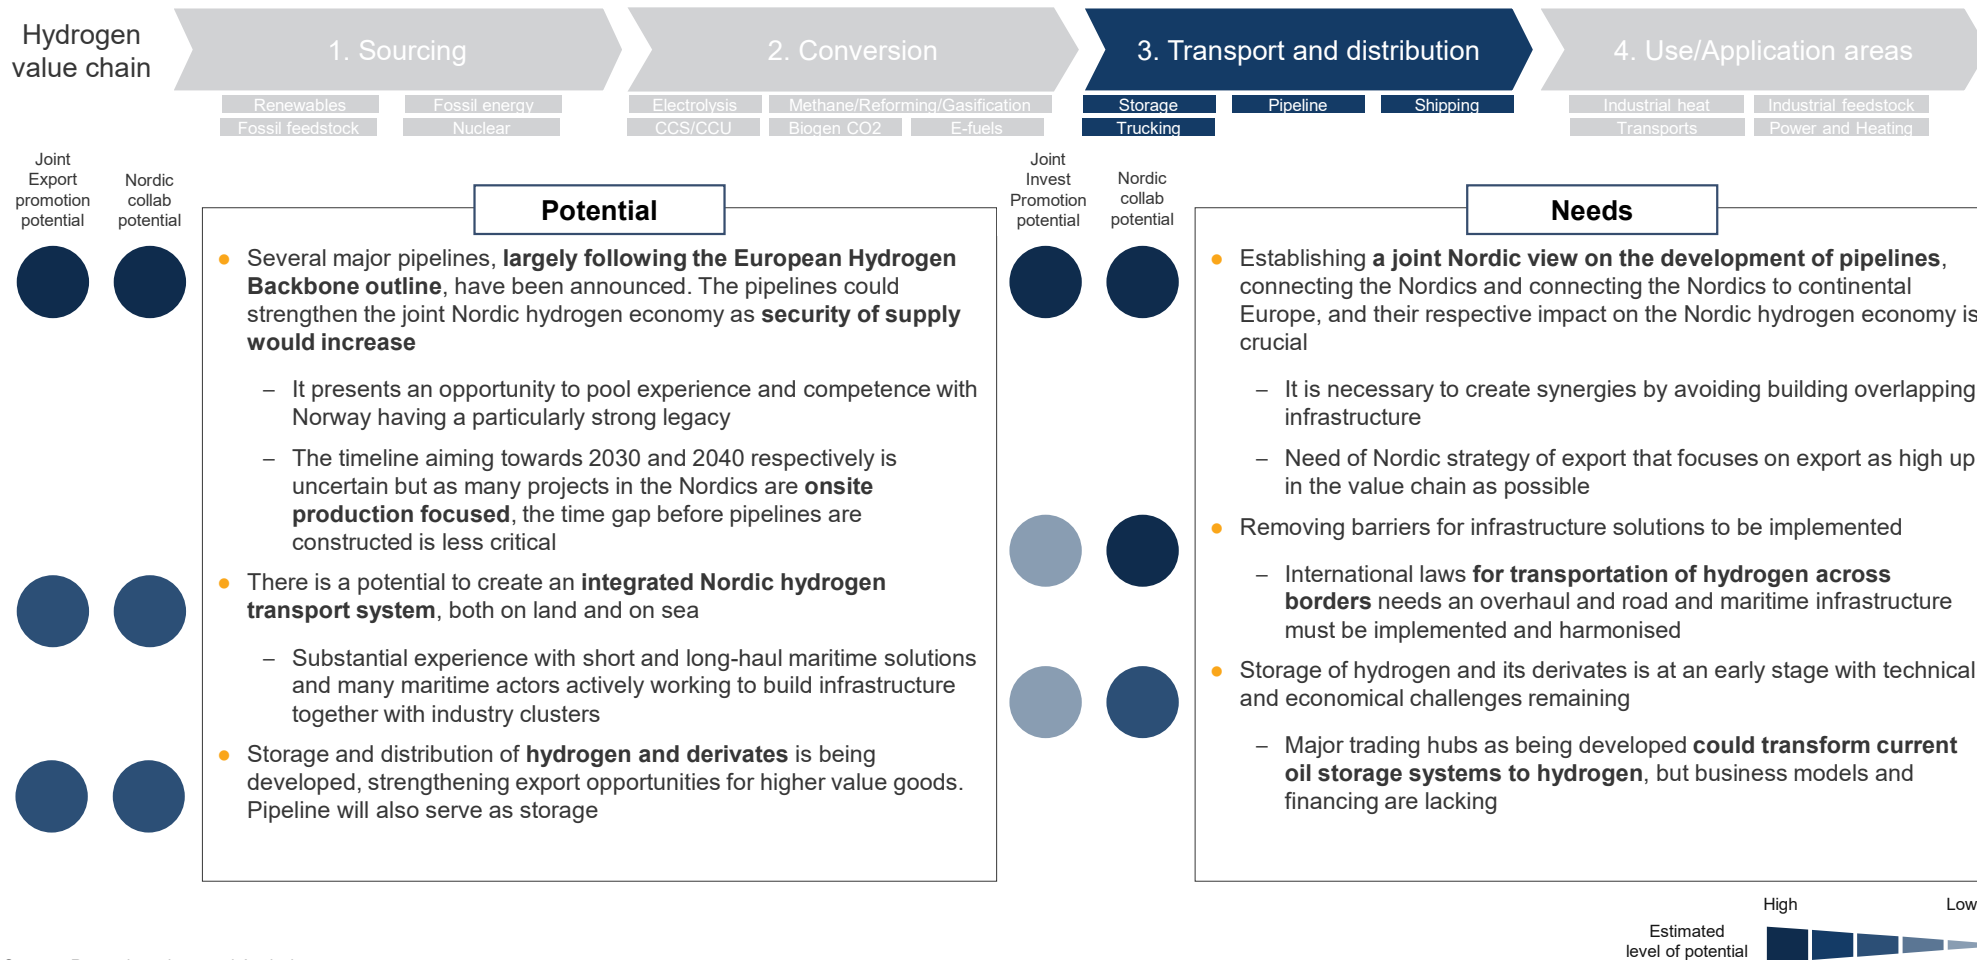 Hydrogen
value chain
1. Sourcing
2. Conversion
3. Transport and distribution
4. Use/Application areas
Renewables
Fossil energy
Fossil feedstock
Nuclear
Electrolysis
Methane/Reforming/Gasification
CCS/CCU
Biogen CO2
E-fuels
Storage
Pipeline
Shipping
Trucking
Industrial heat
Industrial feedstock
Transports
Power and Heating
Joint
Export
promotion
potential
Nordic
collab
potential
Potential
● Several major pipelines, largely following the European Hydrogen
Backbone outline, have been announced. The pipelines could
strengthen the joint Nordic hydrogen economy as security of supply
would increase
– It presents an opportunity to pool experience and competence with
Norway having a particularly strong legacy
– The timeline aiming towards 2030 and 2040 respectively is
uncertain but as many projects in the Nordics are onsite
production focused, the time gap before pipelines are
constructed is less critical
● There is a potential to create an integrated Nordic hydrogen
transport system, both on land and on sea
– Substantial experience with short and long-haul maritime solutions
and many maritime actors actively working to build infrastructure
together with industry clusters
● Storage and distribution of hydrogen and derivates is being
developed, strengthening export opportunities for higher value goods.
Pipeline will also serve as storage
Joint
Invest
Promotion
potential
Nordic
collab
potential
Needs
● Establishing a joint Nordic view on the development of pipelines,
connecting the Nordics and connecting the Nordics to continental
Europe, and their respective impact on the Nordic hydrogen economy is
crucial
– It is necessary to create synergies by avoiding building overlapping
infrastructure
– Need of Nordic strategy of export that focuses on export as high up
in the value chain as possible
● Removing barriers for infrastructure solutions to be implemented
– International laws for transportation of hydrogen across
borders needs an overhaul and road and maritime infrastructure
must be implemented and harmonised
● Storage of hydrogen and its derivates is at an early stage with technical
and economical challenges remaining
– Major trading hubs as being developed could transform current
oil storage systems to hydrogen, but business models and
financing are lacking
High
Low
Estimated
level of potential